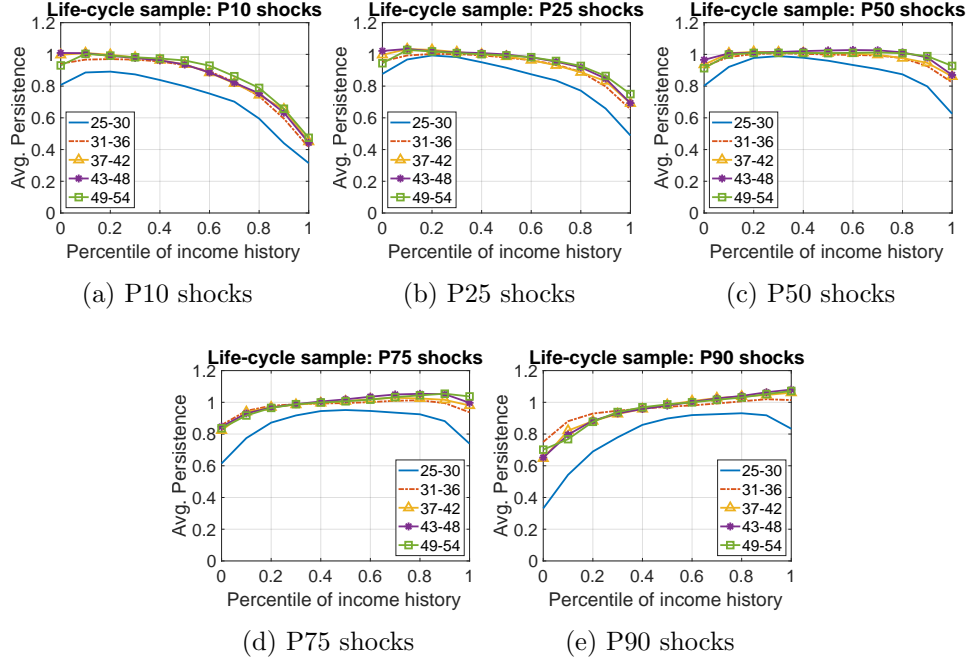 Life-cycle sample: P10 shocks
1.2
1
0.8
0.6
0.4
0.2
0
Avg. Persistence
25-30
31-36
37-42
43-48
49-54
0 0.2 0.4 0.6 0.8 1
Percentile of income history
(a) P10 shocks
Life-cycle sample: P25 shocks
1.2
1
0.8
0.6
0.4
0.2
0
Avg. Persistence
25-30
31-36
37-42
43-48
49-54
0 0.2 0.4 0.6 0.8 1
Percentile of income history
(b) P25 shocks
Life-cycle sample: P50 shocks
1.2
1
0.8
0.6
0.4
0.2
0
Avg. Persistence
25-30
31-36
37-42
43-48
49-54
0 0.2 0.4 0.6 0.8 1
Percentile of income history
(c) P50 shocks
Life-cycle sample: P75 shocks
1.2
1
0.8
0.6
0.4
0.2
0
Avg. Persistence
25-30
31-36
37-42
43-48
49-54
0 0.2 0.4 0.6 0.8 1
Percentile of income history
(d) P75 shocks
Life-cycle sample: P90 shocks
1.2
1
0.8
0.6
0.4
0.2
0
Avg. Persistence
25-30
31-36
37-42
43-48
49-54
0 0.2 0.4 0.6 0.8 1
Percentile of income history
(e) P90 shocks